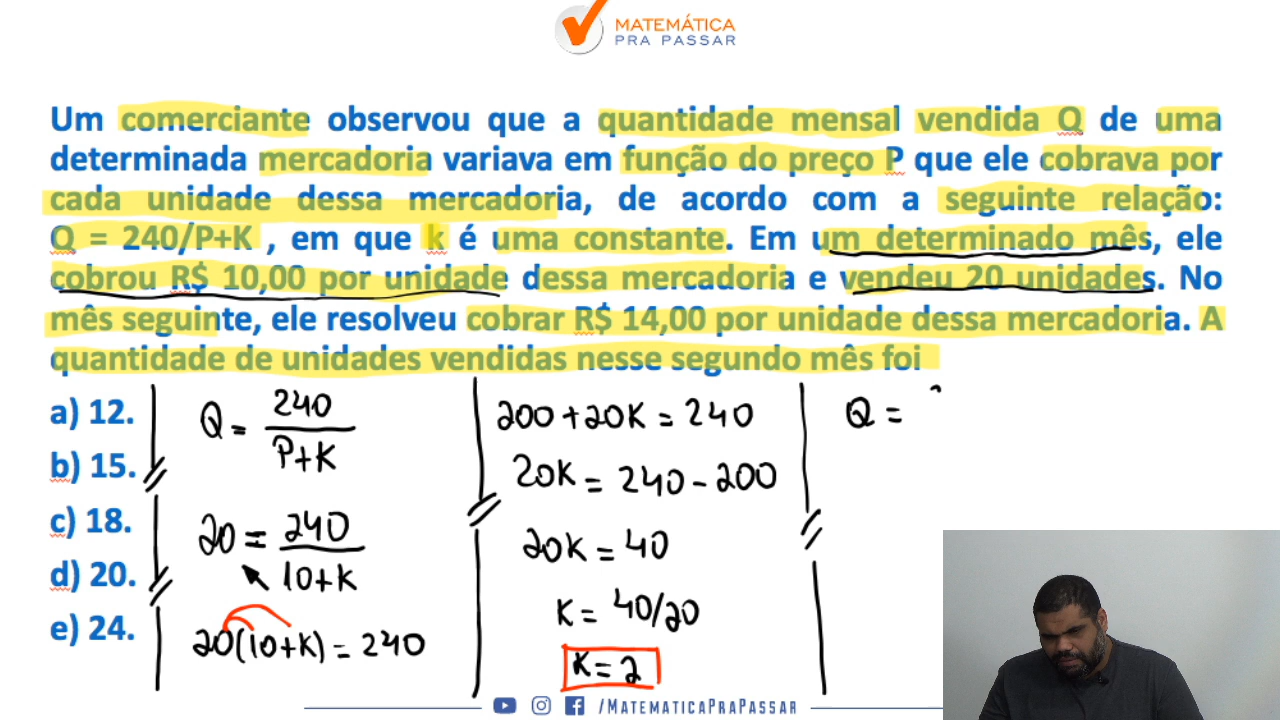 MATEMÁTICA
PRA PASSAR
Um comerciante observou que a quantidade mensal vendida Q de uma
determinada mercadoria variava em função do preço P que ele cobrava por
cada unidade dessa mercadoria, de acordo com a seguinte relação:
Q = 240/P+K , em que k é uma constante. Em um determinado mês, ele
cobrou R$ 10,00 por unidade dessa mercadoria e vendeu 20 unidades. No
mês seguinte, ele resolveu cobrar R$ 14,00 por unidade dessa mercadoria. A
quantidade de unidades vendidas nesse segundo mês foi
a) 12.
b) 15.
c) 18.
d) 20.
e) 24.
Q = 240/P+K
20 = 240/10+K
20(10+K) = 240
200 + 20K = 240
20K = 240 - 200
20K = 40
K = 40/20
K = 2
Q =
/MATEMATICAPRAPASSAR